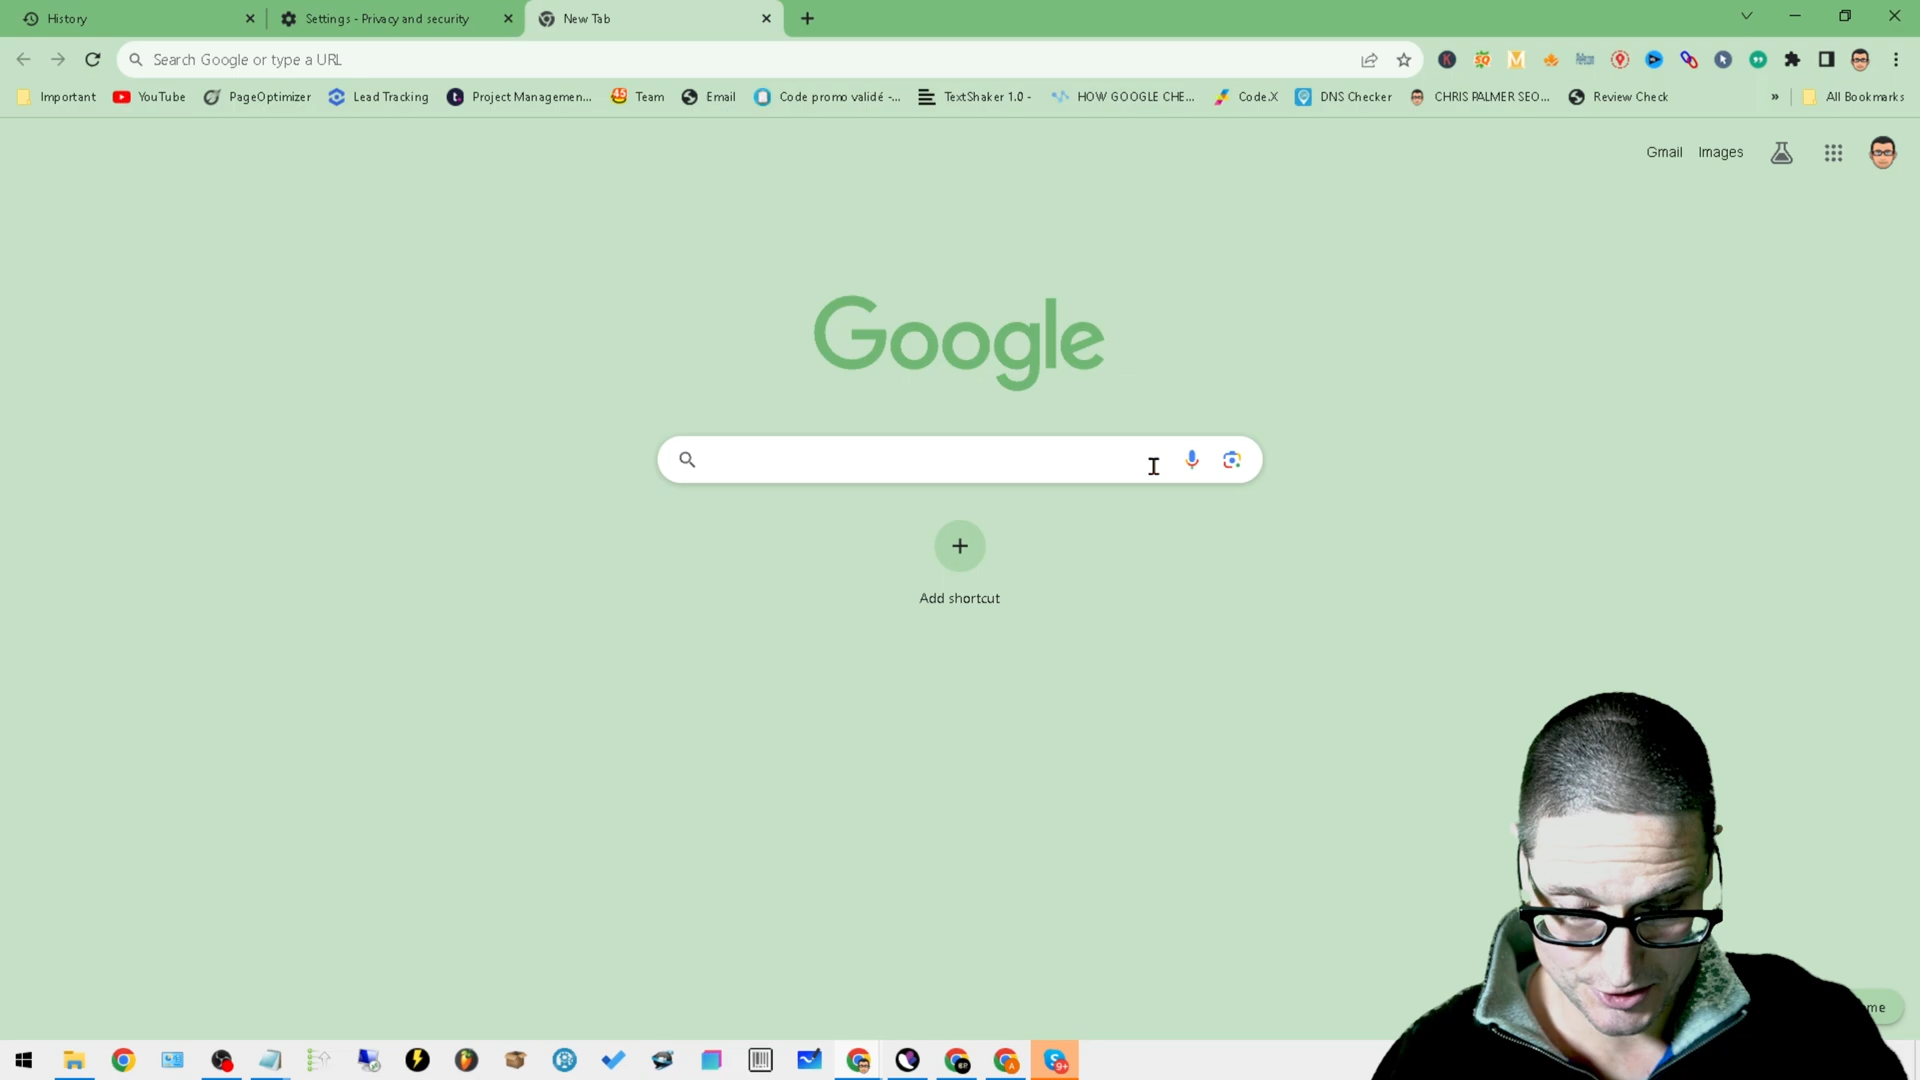 History
Settings - Privacy and security
New Tab
Search Google or type a URL
Important
YouTube
PageOptimizer
Lead Tracking
Project Managemen...
Team
Email
Code promo validé -...
TextShaker 1.0 -
HOW GOOGLE CHE...
Code.X
DNS Checker
CHRIS PALMER SEO...
Review Check
»
All Bookmarks
Gmail
Images
Google
Add shortcut